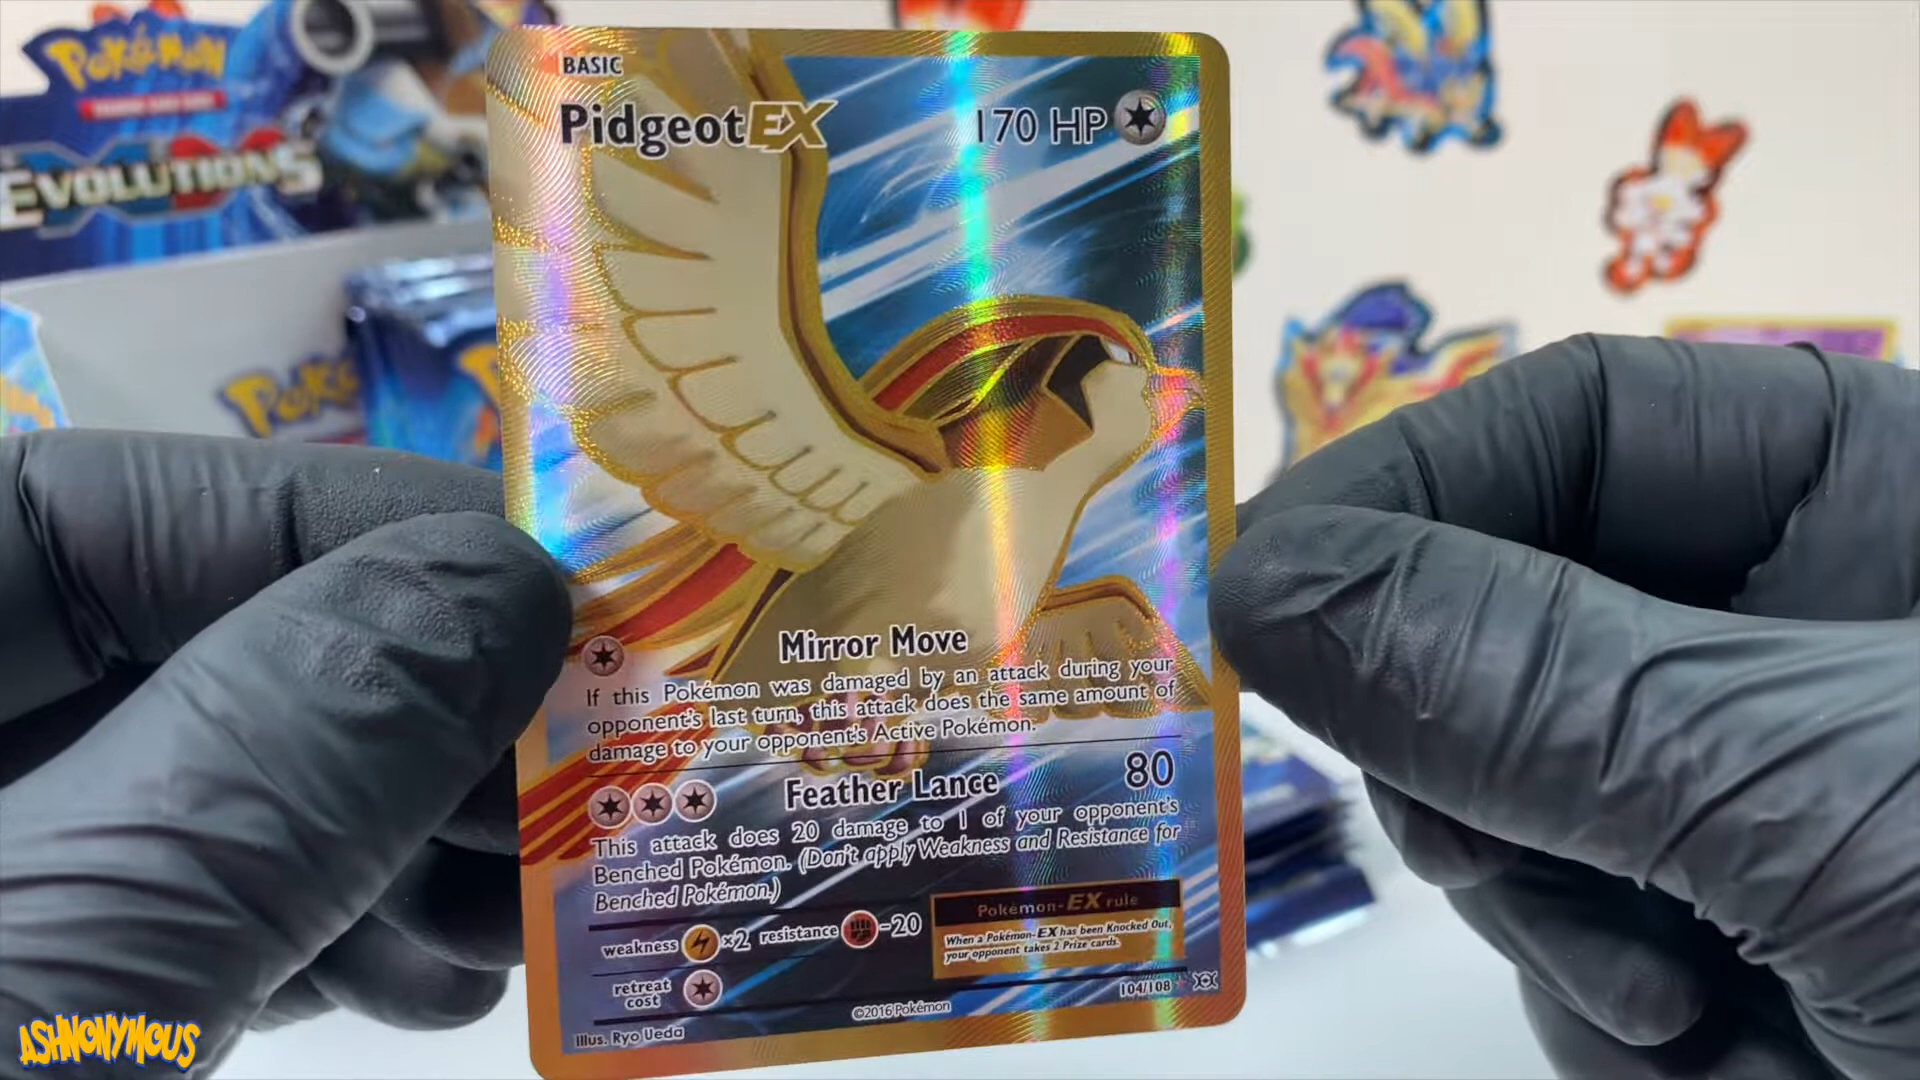 Pokémon
EVOLUTIONS
BASIC
PidgeotEX
170 HP
Mirror Move
If this Pokémon was damaged by an attack during your
opponent's last turn, this attack does the same amount of
damage to your opponent's Active Pokémon.
Feather Lance
80
This attack does 20 damage to 1 of your opponent's
Benched Pokémon. (Don't apply Weakness and Resistance for
Benched Pokémon.)
weakness ×2 resistance -20
Pokémon-EX rule
When a Pokémon-EX has been Knocked Out,
your opponent takes 2 Prize cards.
retreat
cost
104/108
©2016 Pokémon
Illus. Ryo Ueda
ASHNONYMOUS